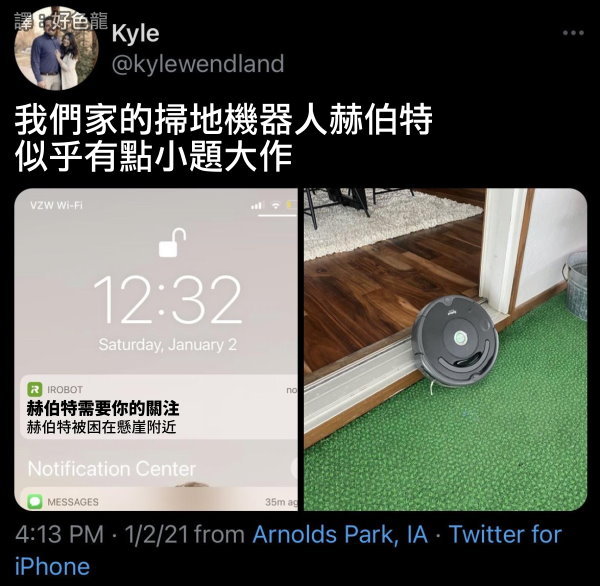 譯：好色龍
Kyle
@kylewendland
我們家的掃地機器人赫伯特
似乎有點小題大作
VZW Wi-Fi
12:32
Saturday, January 2
IROBOT
赫伯特需要你的關注
赫伯特被困在懸崖附近
Notification Center
MESSAGES 35m ag
4:13 PM · 1/2/21 from Arnolds Park, IA · Twitter for
iPhone